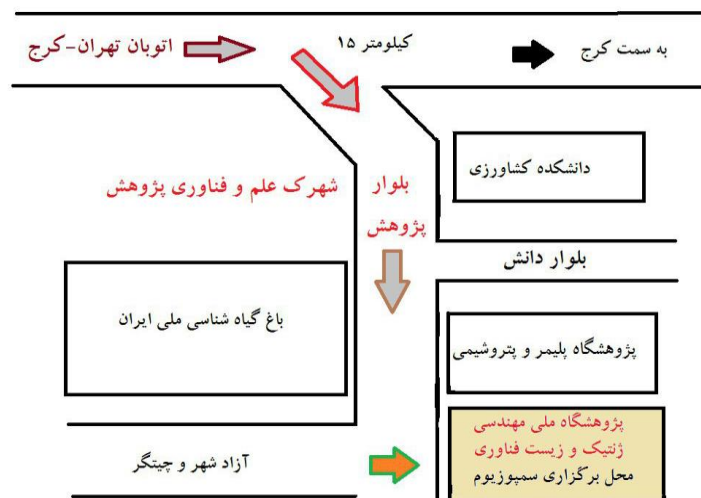 اتوبان تهران-کرج
کیلومتر ۱۵
به سمت کرج
دانشکده کشاورزی
شهرک علم و فناوری پژوهش
بلوار
پژوهش
بلوار دانش
باغ گیاه شناسی ملی ایران
پژوهشگاه پلیمر و پتروشیمی
پژوهشگاه ملی مهندسی
ژنتیک و زیست فناوری
محل برگزاری سمپوزیوم
آزاد شهر و چیتگر